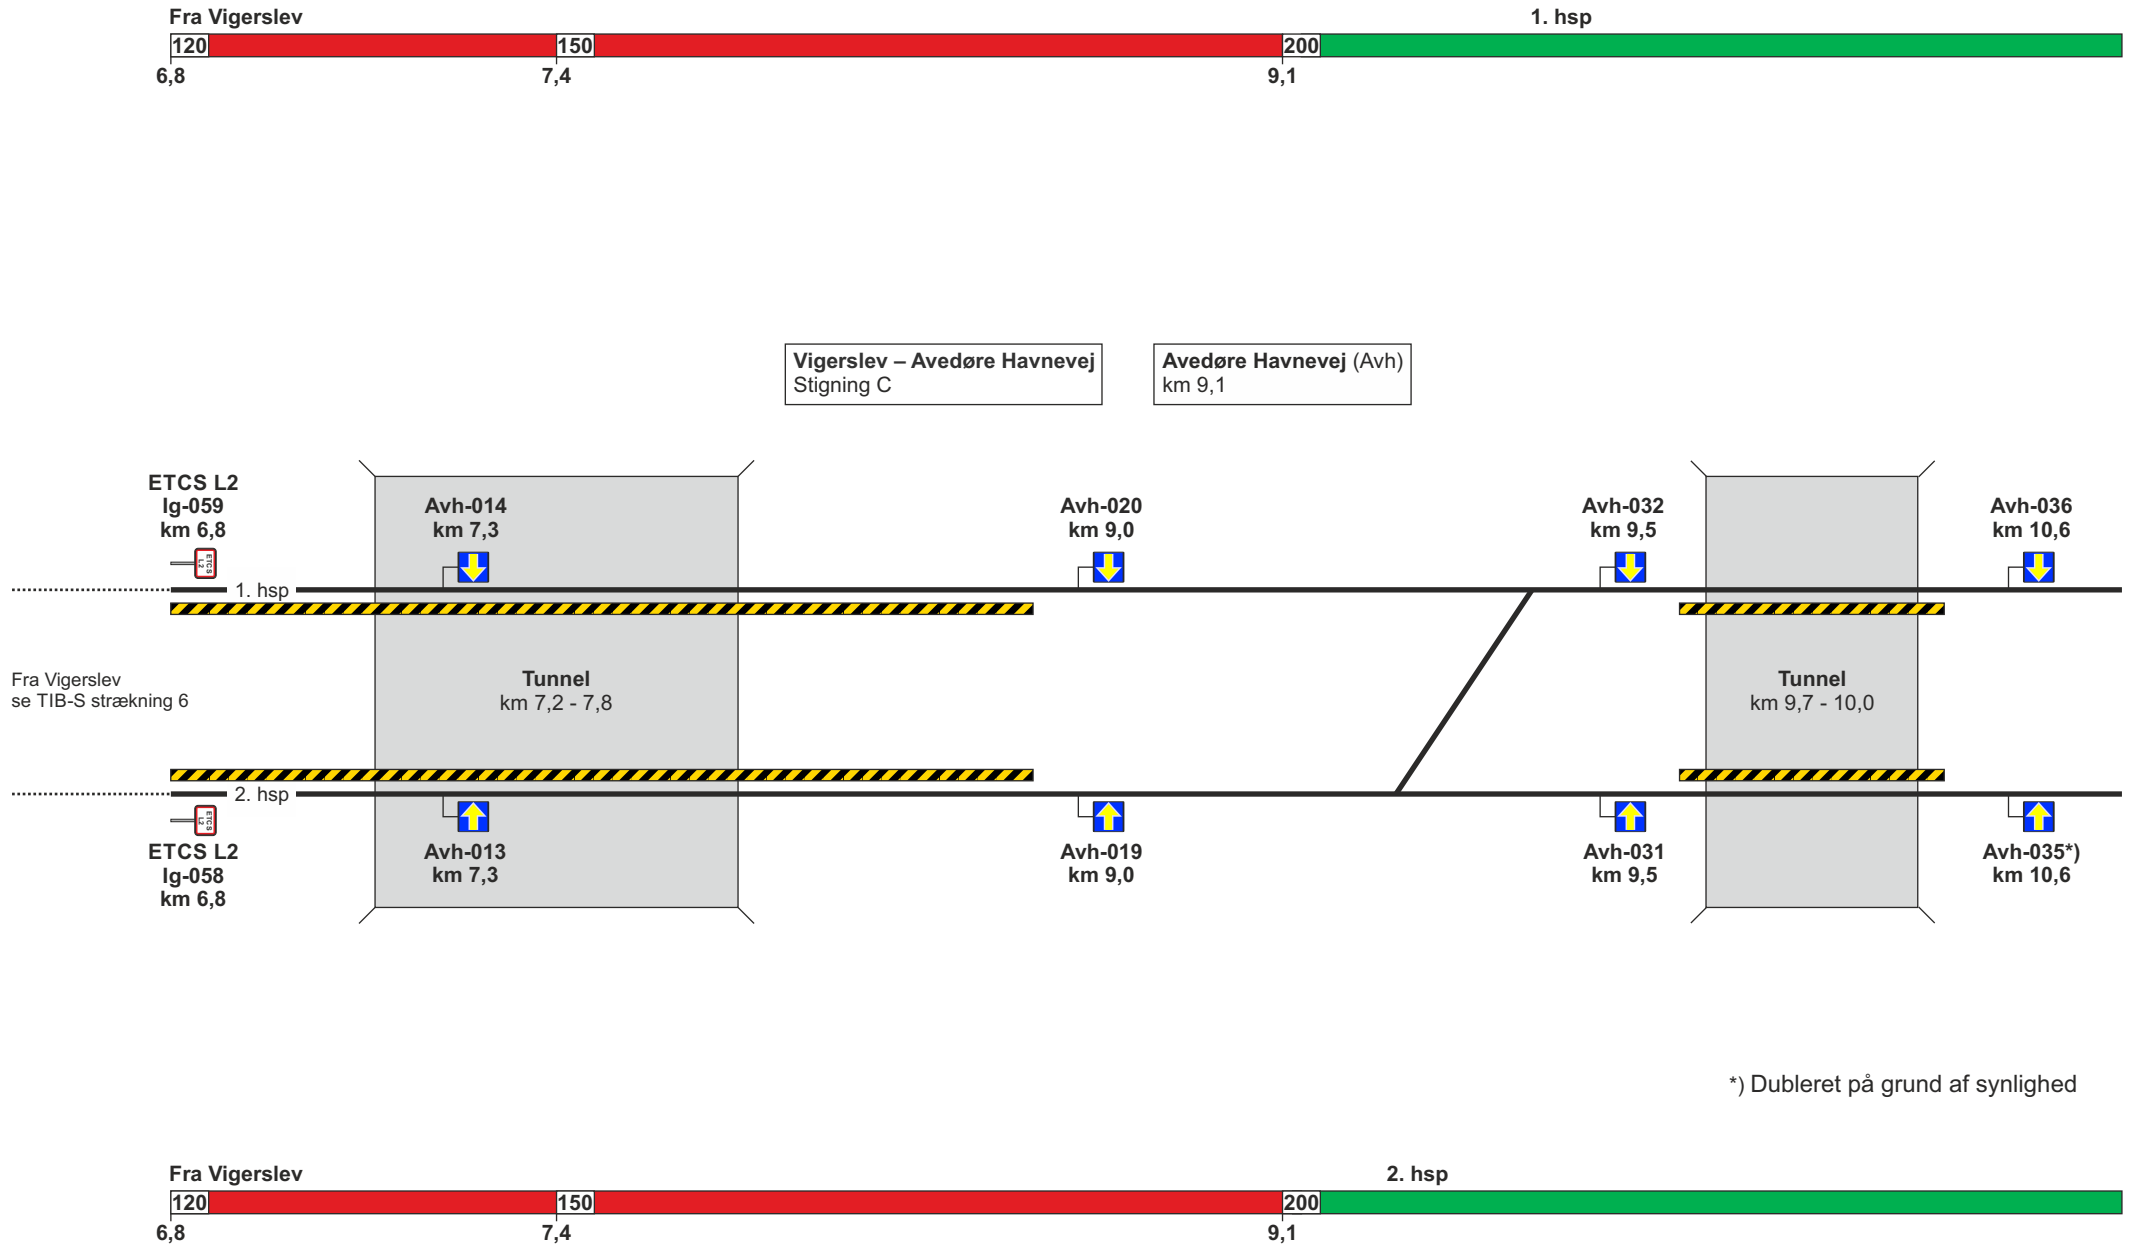 Fra Vigerslev 1. hsp
120 150 200
6,8 7,4 9,1
Vigerslev – Avedøre Havnevej
Stigning C
Avedøre Havnevej (Avh)
km 9,1
ETCS L2
lg-059
km 6,8
Avh-014
km 7,3
Avh-020
km 9,0
Avh-032
km 9,5
Avh-036
km 10,6
ETCS
L2
1. hsp
Fra Vigerslev
se TIB-S strækning 6
Tunnel
km 7,2 - 7,8
Tunnel
km 9,7 - 10,0
2. hsp
ETCS
L2
ETCS L2
lg-058
km 6,8
Avh-013
km 7,3
Avh-019
km 9,0
Avh-031
km 9,5
Avh-035*)
km 10,6
*) Dubleret på grund af synlighed
Fra Vigerslev 2. hsp
120 150 200
6,8 7,4 9,1